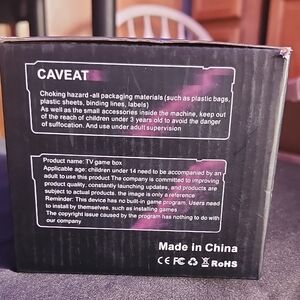 CAVEAT
Choking hazard -all packaging materials (such as plastic bags,
plastic sheets, binding lines, labels)
As well as the small accessories inside the machine, keep out
of the reach of children under 3 years old to avoid the danger
of suffocation. And use under adult supervision
Product name: TV game box
Applicable age: children under 14 need to be accompanied by an
adult to use this product The company is committed to improving
product quality, constantly launching updates, and products are
subject to actual products. the image is only a reference
Reminder: This device has no built-in game program. Users need
to install by themselves, such as installing games
The copyright issue caused by the program has nothing to do with
our company
Made in China
CE FC RoHS